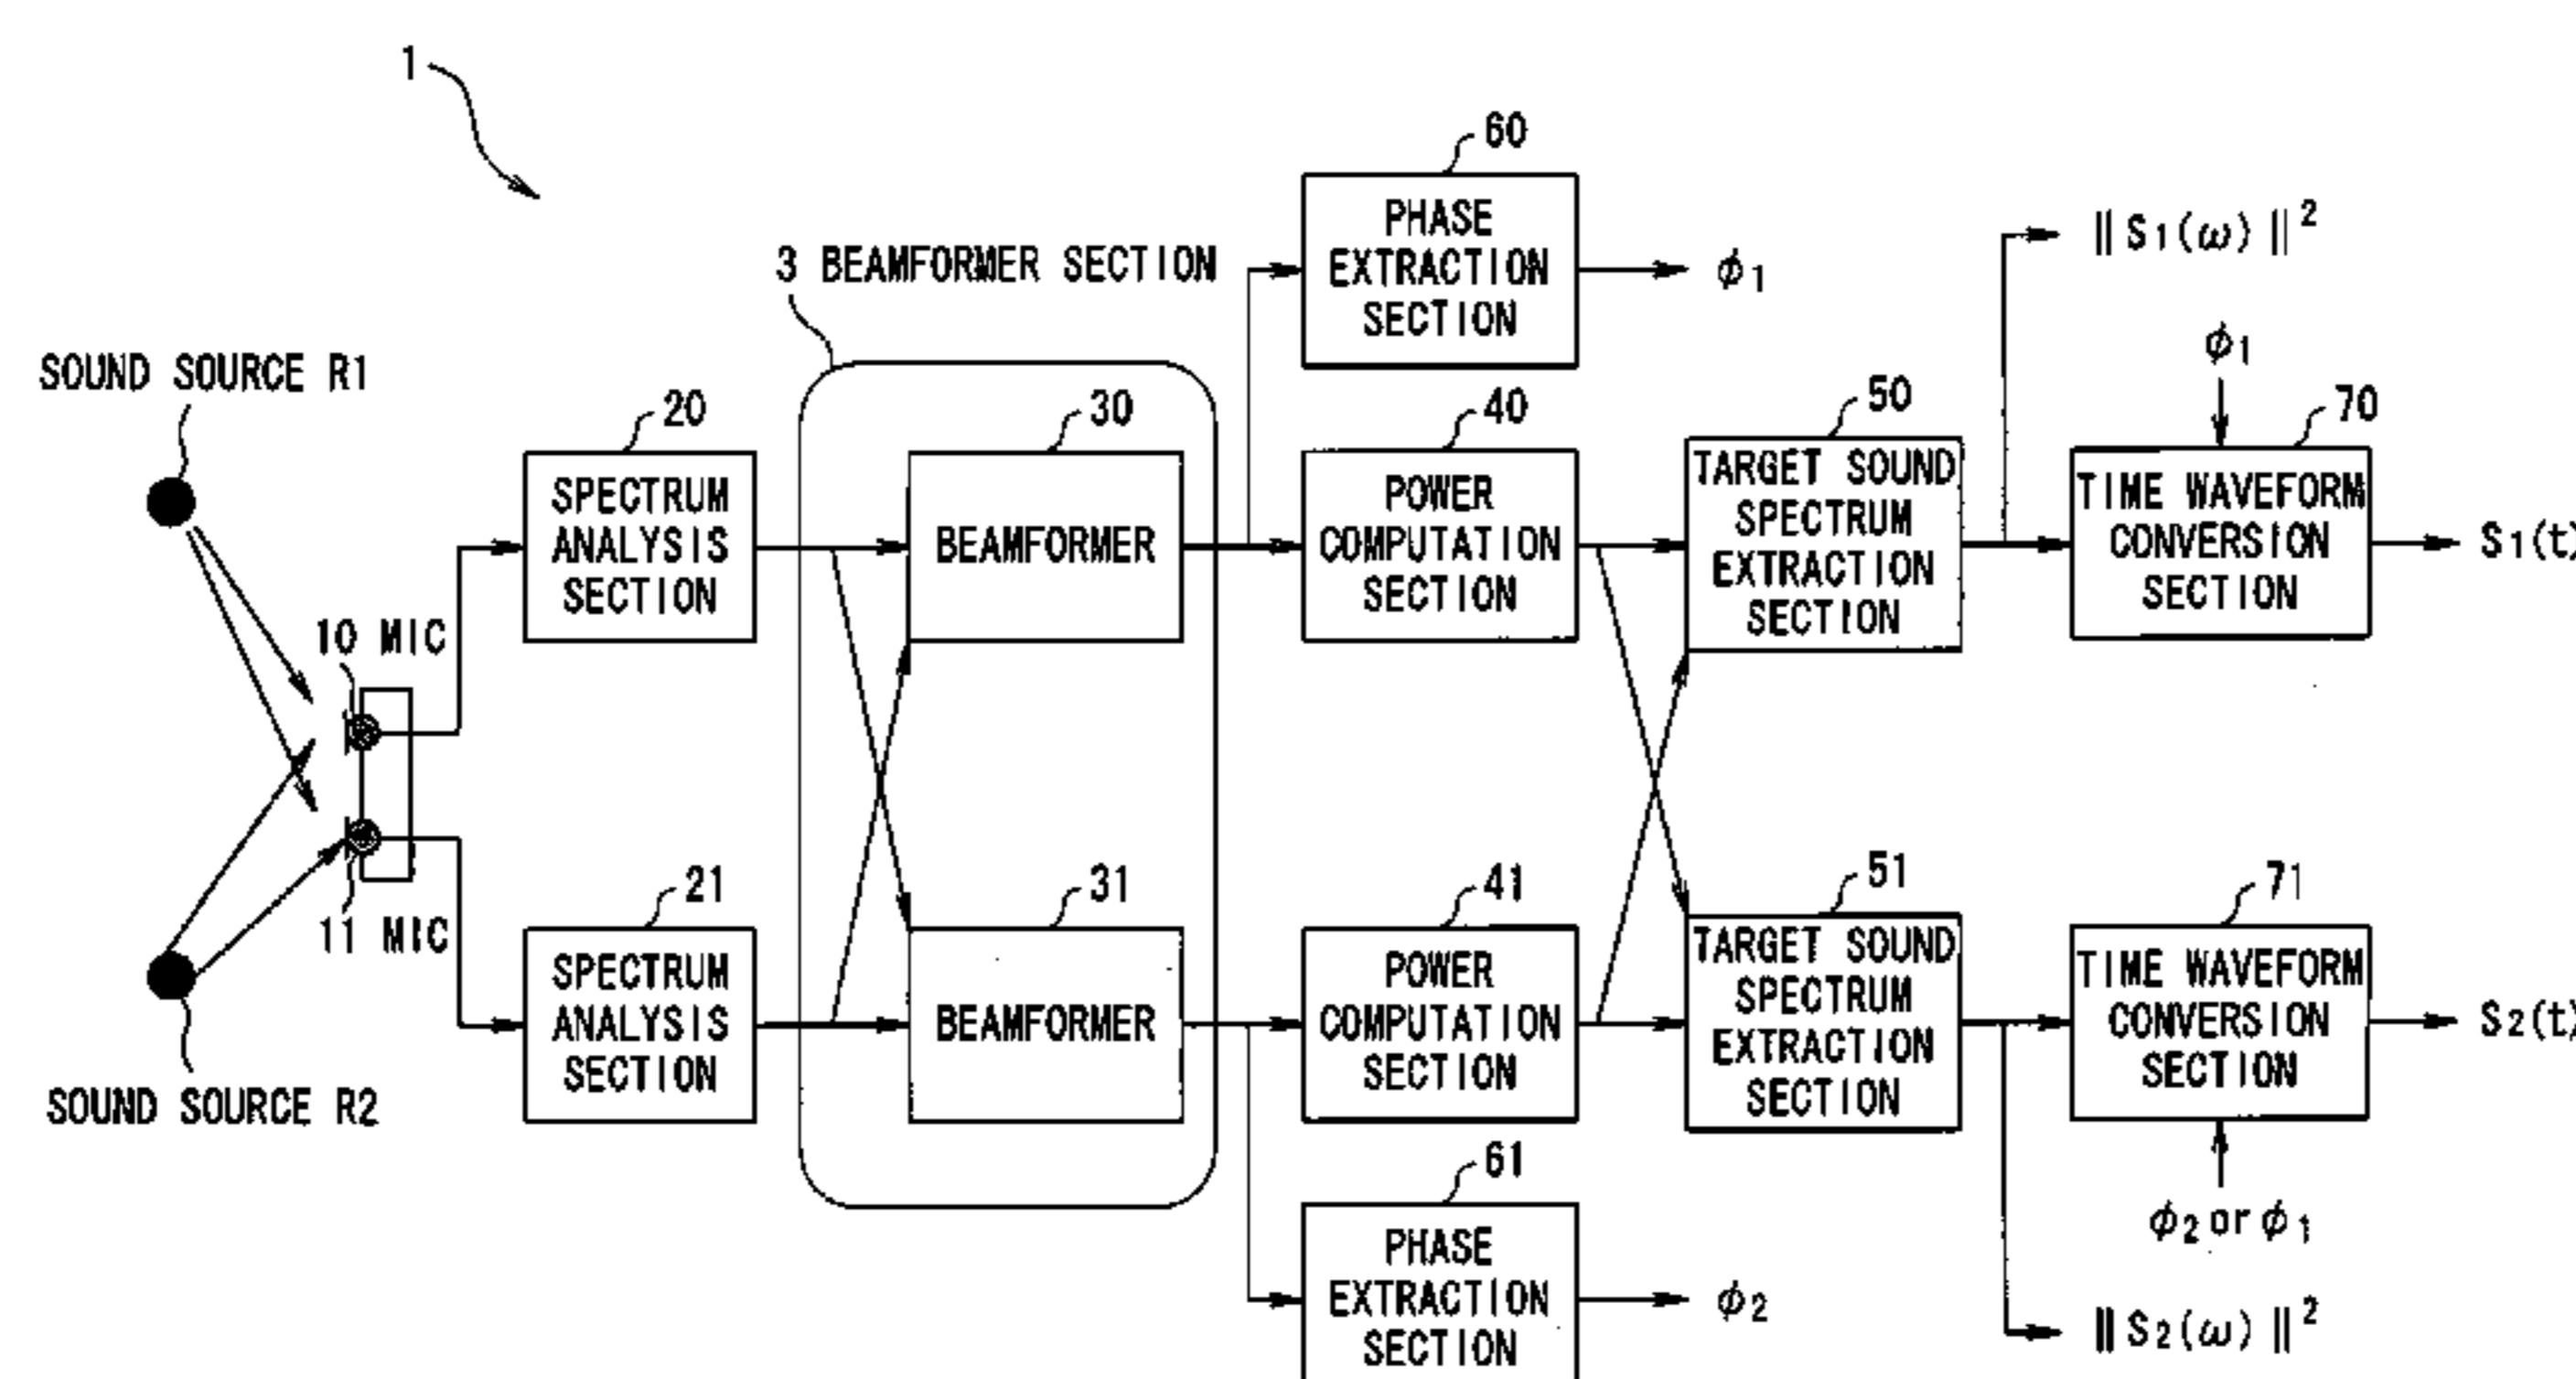 1
60
PHASE
EXTRACTION
SECTION
φ1
‖S1(ω)‖2
3 BEAMFORMER SECTION
φ1
SOUND SOURCE R1
20
30
40
50
70
SPECTRUM
ANALYSIS
SECTION
BEAMFORMER
POWER
COMPUTATION
SECTION
TARGET SOUND
SPECTRUM
EXTRACTION
SECTION
TIME WAVEFORM
CONVERSION
SECTION
S1(t)
10 MIC
11 MIC
SOUND SOURCE R2
21
31
41
51
71
SPECTRUM
ANALYSIS
SECTION
BEAMFORMER
POWER
COMPUTATION
SECTION
TARGET SOUND
SPECTRUM
EXTRACTION
SECTION
TIME WAVEFORM
CONVERSION
SECTION
S2(t)
61
PHASE
EXTRACTION
SECTION
φ2
φ2 or φ1
‖S2(ω)‖2